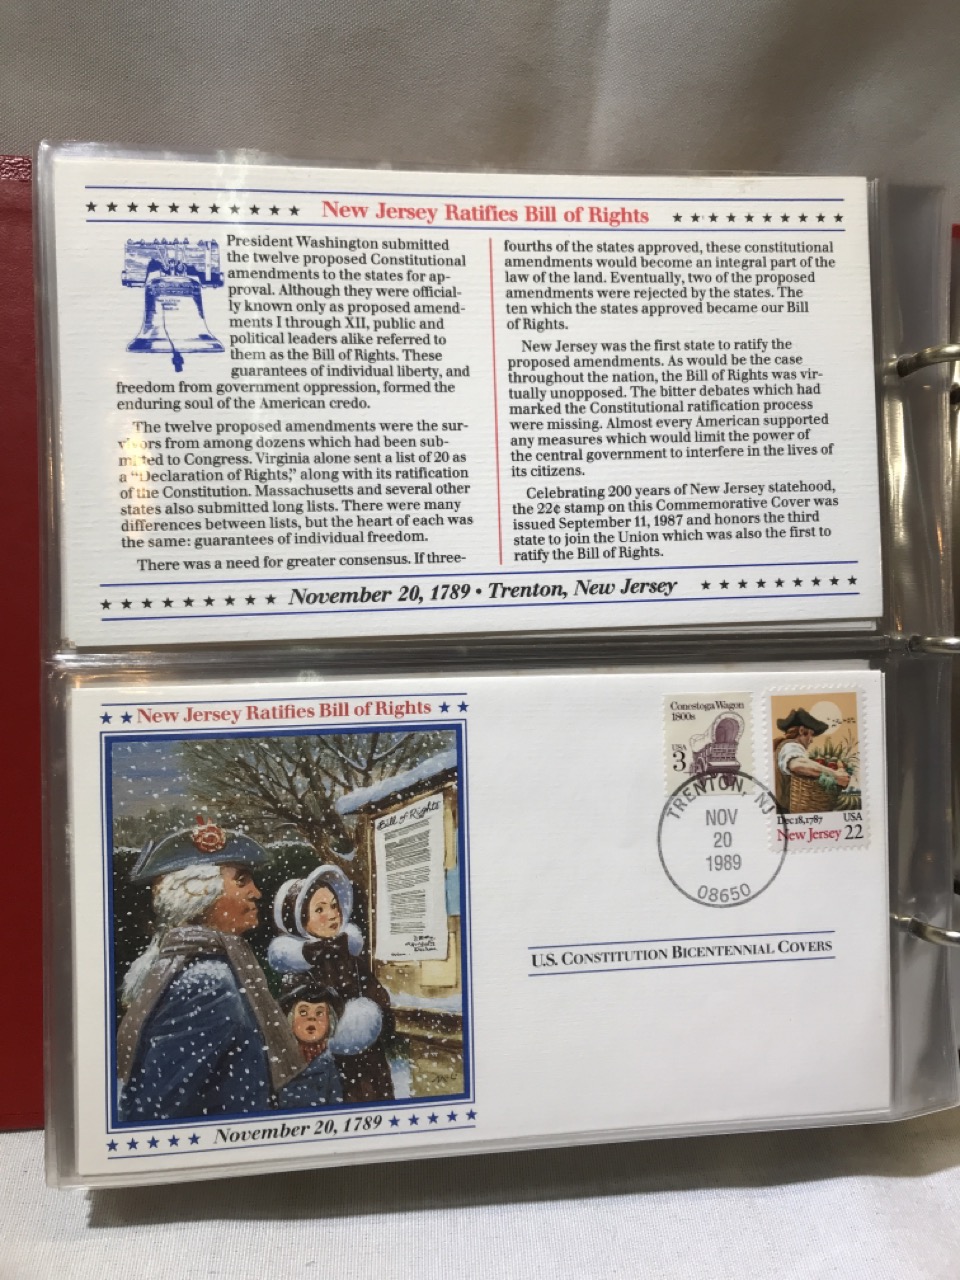 New Jersey Ratifies Bill of Rights
President Washington submitted
the twelve proposed Constitutional
amendments to the states for ap-
proval. Although they were official-
ly known only as proposed amend-
ments I through XII, public and
political leaders alike referred to
them as the Bill of Rights. These
guarantees of individual liberty, and
freedom from government oppression, formed the
enduring soul of the American credo.
The twelve proposed amendments were the sur-
vivors from among dozens which had been sub-
mitted to Congress. Virginia alone sent a list of 20 as
a "Declaration of Rights," along with its ratification
of the Constitution. Massachusetts and several other
states also submitted long lists. There were many
differences between lists, but the heart of each was
the same: guarantees of individual freedom.
There was a need for greater consensus. If three-
fourths of the states approved, these constitutional
amendments would become an integral part of the
law of the land. Eventually, two of the proposed
amendments were rejected by the states. The
ten which the states approved became our Bill
of Rights.
New Jersey was the first state to ratify the
proposed amendments. As would be the case
throughout the nation, the Bill of Rights was vir-
tually unopposed. The bitter debates which had
marked the Constitutional ratification process
were missing. Almost every American supported
any measures which would limit the power of
the central government to interfere in the lives of
its citizens.
Celebrating 200 years of New Jersey statehood,
the 22¢ stamp on this Commemorative Cover was
issued September 11, 1987 and honors the third
state to join the Union which was also the first to
ratify the Bill of Rights.
November 20, 1789 • Trenton, New Jersey
New Jersey Ratifies Bill of Rights
Bill of Rights
November 20, 1789
Conestoga Wagon
1800s
USA
3
Dec 18, 1787 USA
New Jersey 22
TRENTON, NJ
NOV
20
1989
08650
U.S. CONSTITUTION BICENTENNIAL COVERS